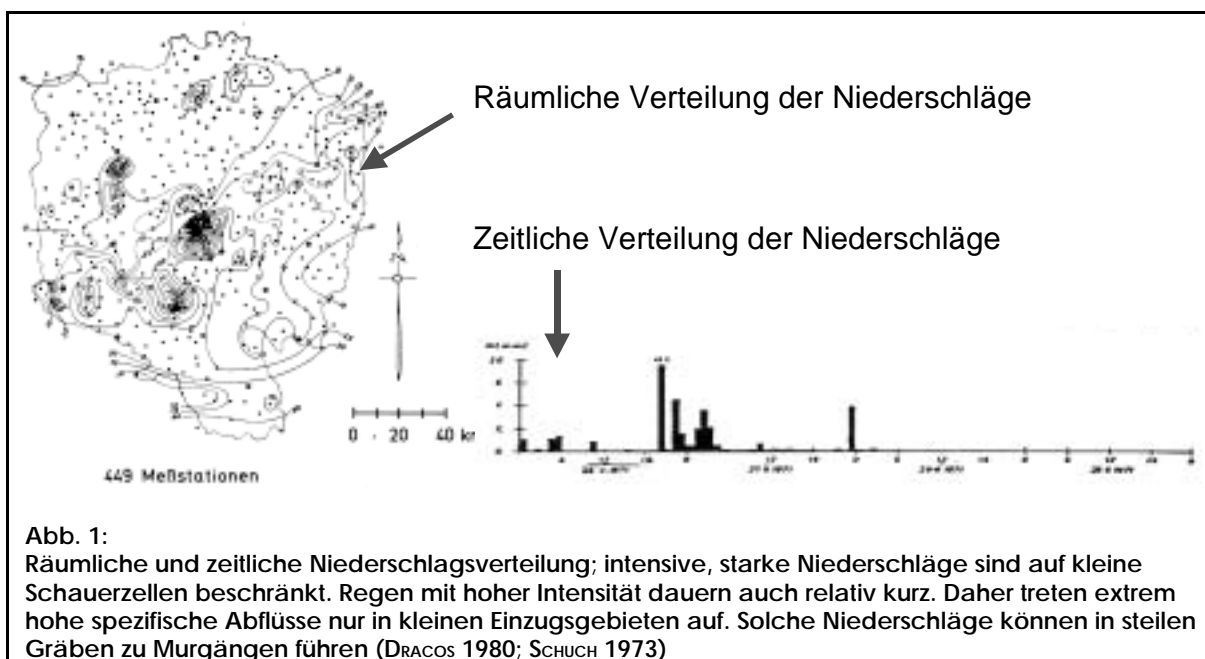 Räumliche Verteilung der Niederschläge
Zeitliche Verteilung der Niederschläge
0 · 20 40 km
449 Meßstationen
Abb. 1:
Räumliche und zeitliche Niederschlagsverteilung; intensive, starke Niederschläge sind auf kleine
Schauerzellen beschränkt. Regen mit hoher Intensität dauern auch relativ kurz. Daher treten extrem
hohe spezifische Abflüsse nur in kleinen Einzugsgebieten auf. Solche Niederschläge können in steilen
Gräben zu Murgängen führen (DRACOS 1980; SCHUCH 1973)